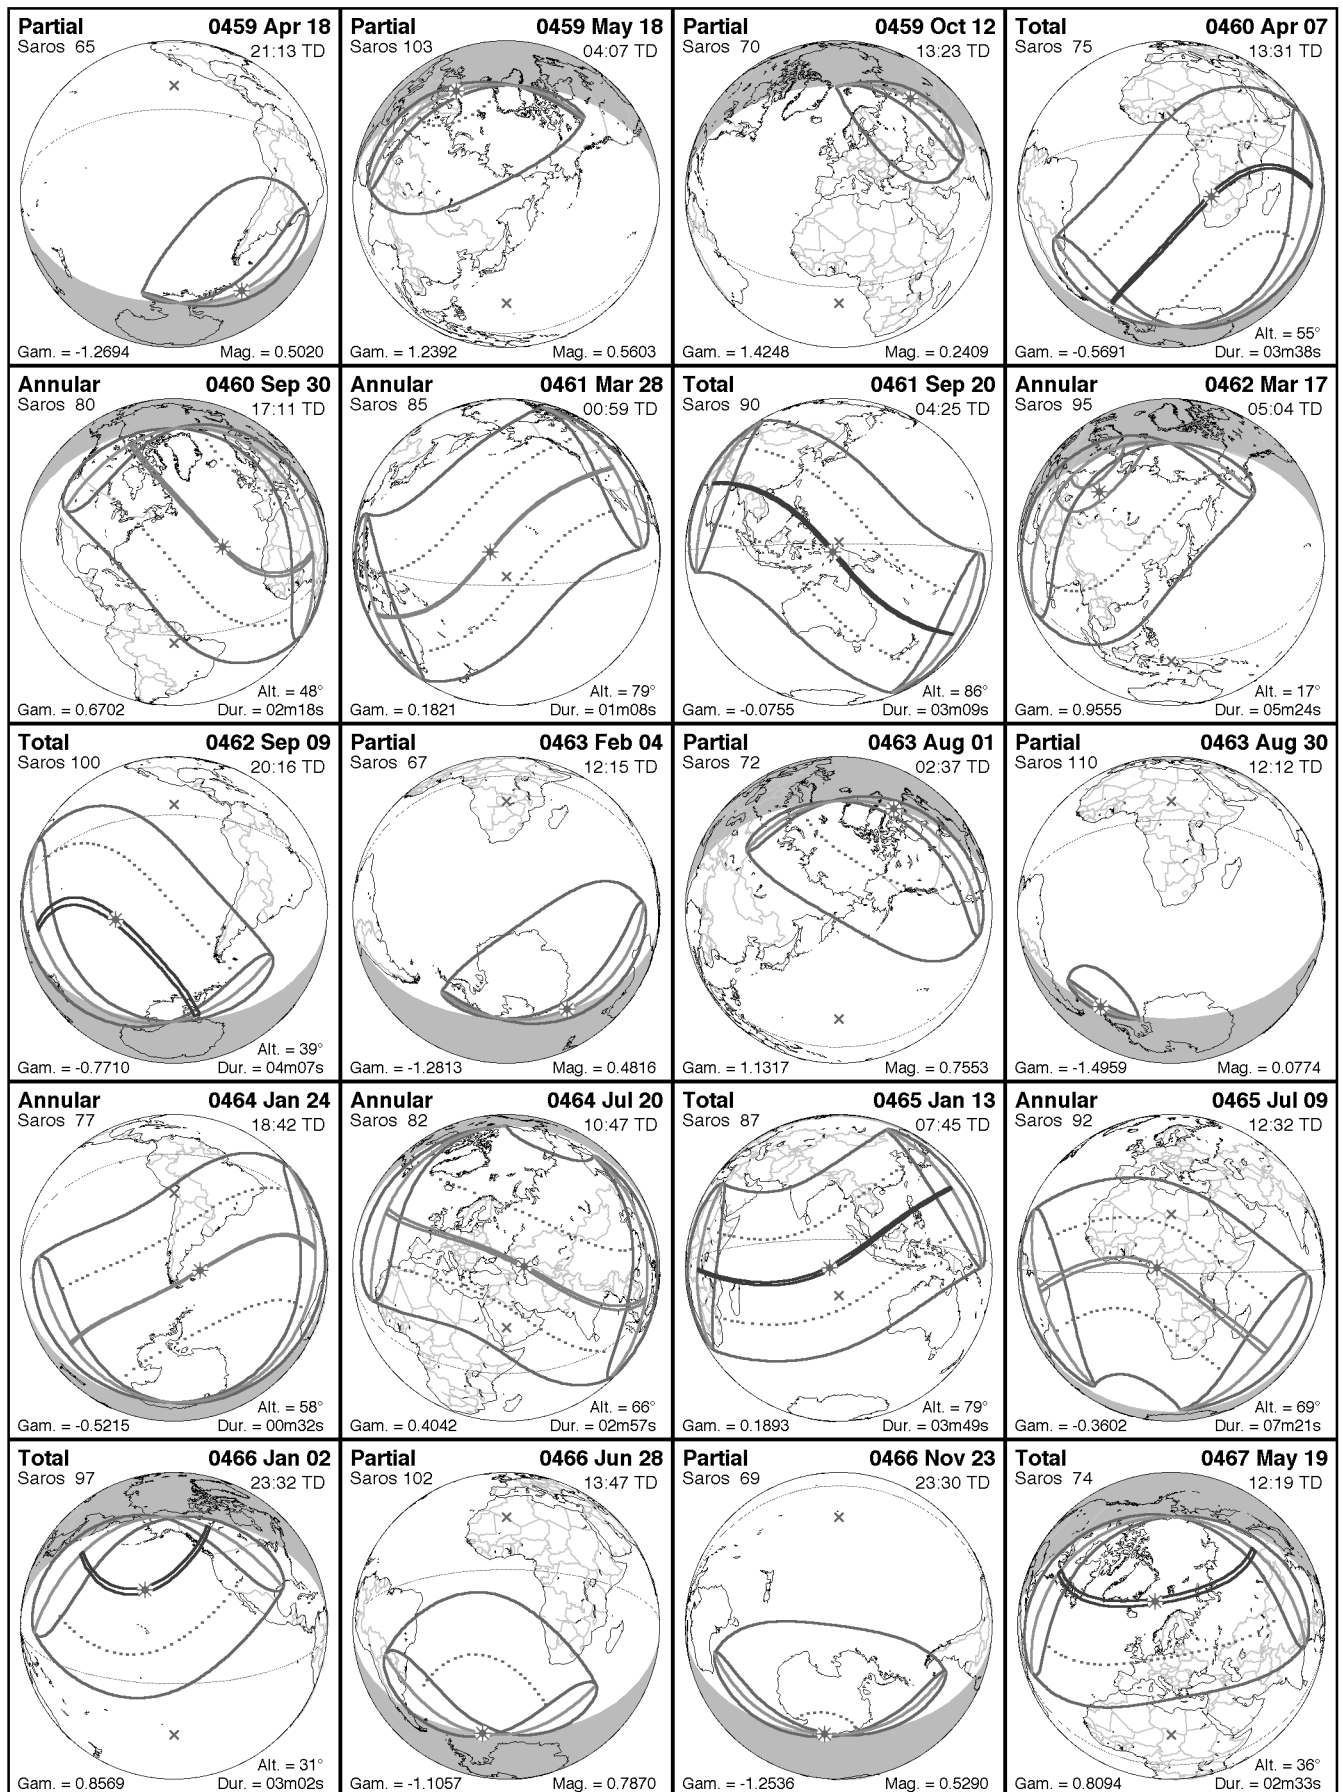 Partial 0459 Apr 18
Saros 65 21:13 TD
Gam. = -1.2694 Mag. = 0.5020
Partial 0459 May 18
Saros 103 04:07 TD
Gam. = 1.2392 Mag. = 0.5603
Partial 0459 Oct 12
Saros 70 13:23 TD
Gam. = 1.4248 Mag. = 0.2409
Total 0460 Apr 07
Saros 75 13:31 TD
Alt. = 55°
Gam. = -0.5691 Dur. = 03m38s
Annular 0460 Sep 30
Saros 80 17:11 TD
Alt. = 48°
Gam. = 0.6702 Dur. = 02m18s
Annular 0461 Mar 28
Saros 85 00:59 TD
Alt. = 79°
Gam. = 0.1821 Dur. = 01m08s
Total 0461 Sep 20
Saros 90 04:25 TD
Alt. = 86°
Gam. = -0.0755 Dur. = 03m09s
Annular 0462 Mar 17
Saros 95 05:04 TD
Alt. = 17°
Gam. = 0.9555 Dur. = 05m24s
Total 0462 Sep 09
Saros 100 20:16 TD
Alt. = 39°
Gam. = -0.7710 Dur. = 04m07s
Partial 0463 Feb 04
Saros 67 12:15 TD
Gam. = -1.2813 Mag. = 0.4816
Partial 0463 Aug 01
Saros 72 02:37 TD
Gam. = 1.1317 Mag. = 0.7553
Partial 0463 Aug 30
Saros 110 12:12 TD
Gam. = -1.4959 Mag. = 0.0774
Annular 0464 Jan 24
Saros 77 18:42 TD
Alt. = 58°
Gam. = -0.5215 Dur. = 00m32s
Annular 0464 Jul 20
Saros 82 10:47 TD
Alt. = 66°
Gam. = 0.4042 Dur. = 02m57s
Total 0465 Jan 13
Saros 87 07:45 TD
Alt. = 79°
Gam. = 0.1893 Dur. = 03m49s
Annular 0465 Jul 09
Saros 92 12:32 TD
Alt. = 69°
Gam. = -0.3602 Dur. = 07m21s
Total 0466 Jan 02
Saros 97 23:32 TD
Alt. = 31°
Gam. = 0.8569 Dur. = 03m02s
Partial 0466 Jun 28
Saros 102 13:47 TD
Gam. = -1.1057 Mag. = 0.7870
Partial 0466 Nov 23
Saros 69 23:30 TD
Gam. = -1.2536 Mag. = 0.5290
Total 0467 May 19
Saros 74 12:19 TD
Alt. = 36°
Gam. = 0.8094 Dur. = 02m33s